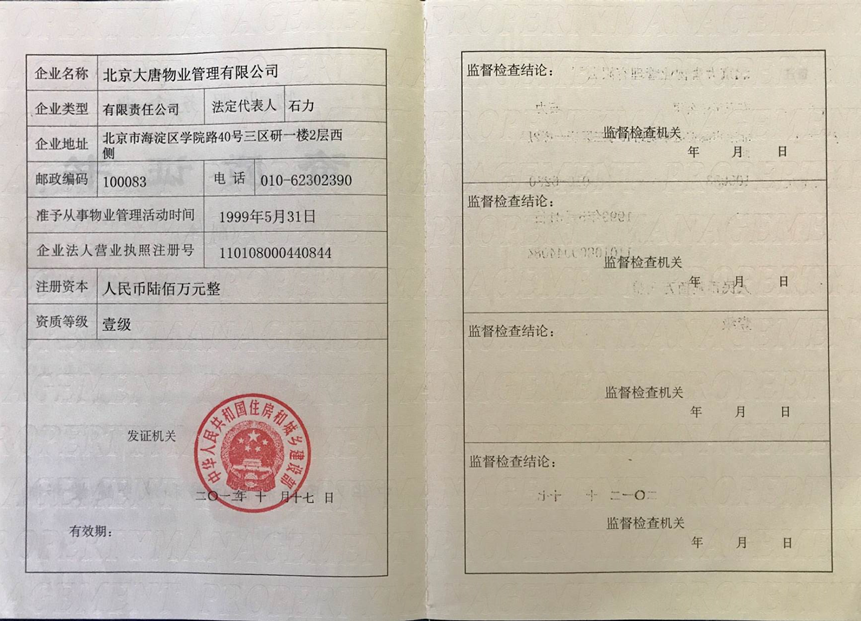 企业名称 北京大唐物业管理有限公司
企业类型 有限责任公司 法定代表人 石力
企业地址 北京市海淀区学院路40号三区研一楼2层西
侧
邮政编码 100083 电话 010-62302390
准予从事物业管理活动时间 1999年5月31日
企业法人营业执照注册号 110108000440844
注册资本 人民币陆佰万元整
资质等级 壹级
发证机关
中华人民共和国住房和城乡建设部
二〇一二年 十 月十七 日
有效期：
监督检查结论：
监督检查机关
年 月 日
监督检查结论：
监督检查机关
年 月 日
监督检查结论：
监督检查机关
年 月 日
监督检查结论：
监督检查机关
年 月 日